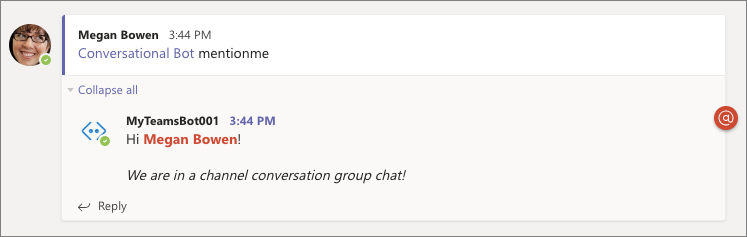 Megan Bowen 3:44 PM
Conversational Bot mentionme
Collapse all
MyTeamsBot001 3:44 PM
@
Hi Megan Bowen!
We are in a channel conversation group chat!
Reply